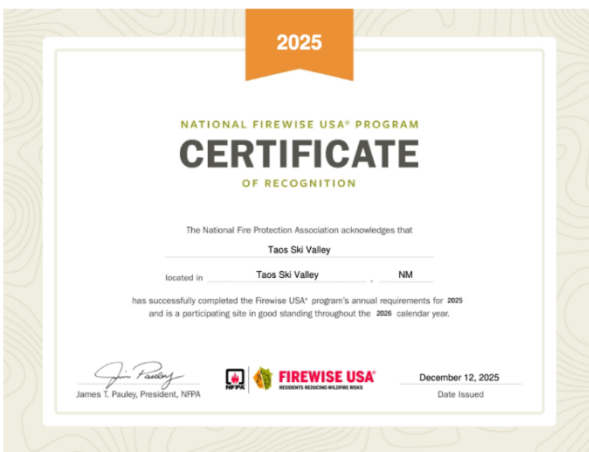 2025
NATIONAL FIREWISE USA® PROGRAM
CERTIFICATE
OF RECOGNITION
The National Fire Protection Association acknowledges that
Taos Ski Valley
located in Taos Ski Valley , NM
has successfully completed the Firewise USA® program's annual requirements for 2025
and is a participating site in good standing throughout the 2026 calendar year.
Jim Pauley
James T. Pauley, President, NFPA
NFPA
FIREWISE USA®
RESIDENTS REDUCING WILDFIRE RISKS
December 12, 2025
Date Issued